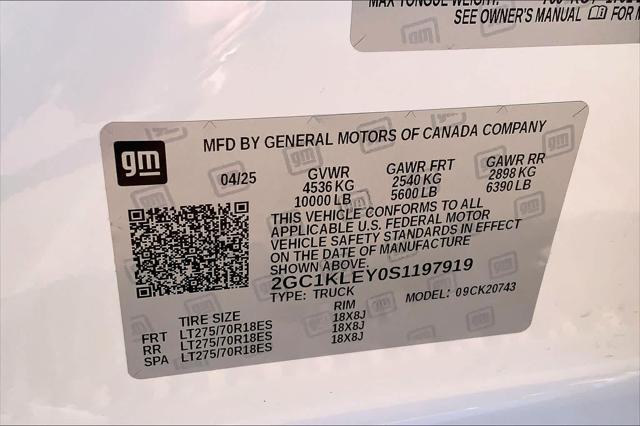 MAX TONGUE WEIGHT:
SEE OWNER'S MANUAL FOR
gm
MFD BY GENERAL MOTORS OF CANADA COMPANY
04/25 GVWR GAWR FRT GAWR RR
4536 KG 2540 KG 2898 KG
10000 LB 5600 LB 6390 LB
THIS VEHICLE CONFORMS TO ALL
APPLICABLE U.S. FEDERAL MOTOR
VEHICLE SAFETY STANDARDS IN EFFECT
ON THE DATE OF MANUFACTURE
SHOWN ABOVE.
2GC1KLEY0S1197919
TYPE: TRUCK MODEL: 09CK20743
TIRE SIZE RIM
FRT LT275/70R18ES 18X8J
RR LT275/70R18ES 18X8J
SPA LT275/70R18ES 18X8J